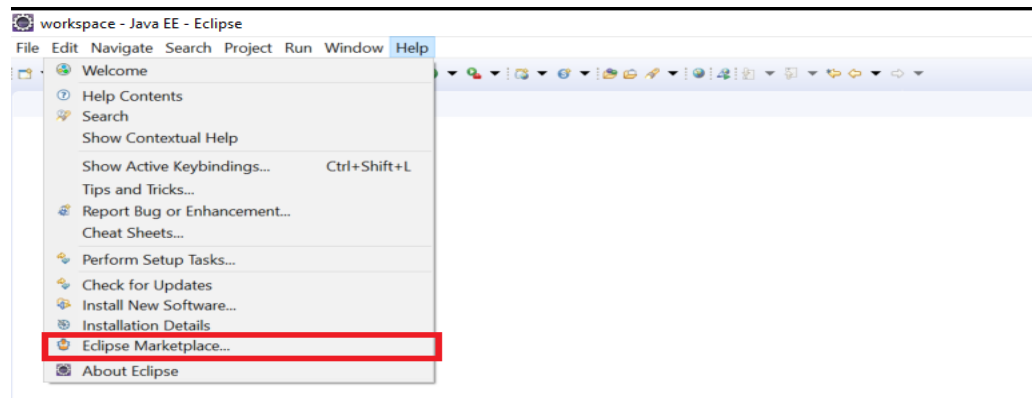 workspace - Java EE - Eclipse
File Edit Navigate Search Project Run Window Help
Welcome
Help Contents
Search
Show Contextual Help
Show Active Keybindings... Ctrl+Shift+L
Tips and Tricks...
Report Bug or Enhancement...
Cheat Sheets...
Perform Setup Tasks...
Check for Updates
Install New Software...
Installation Details
Eclipse Marketplace...
About Eclipse